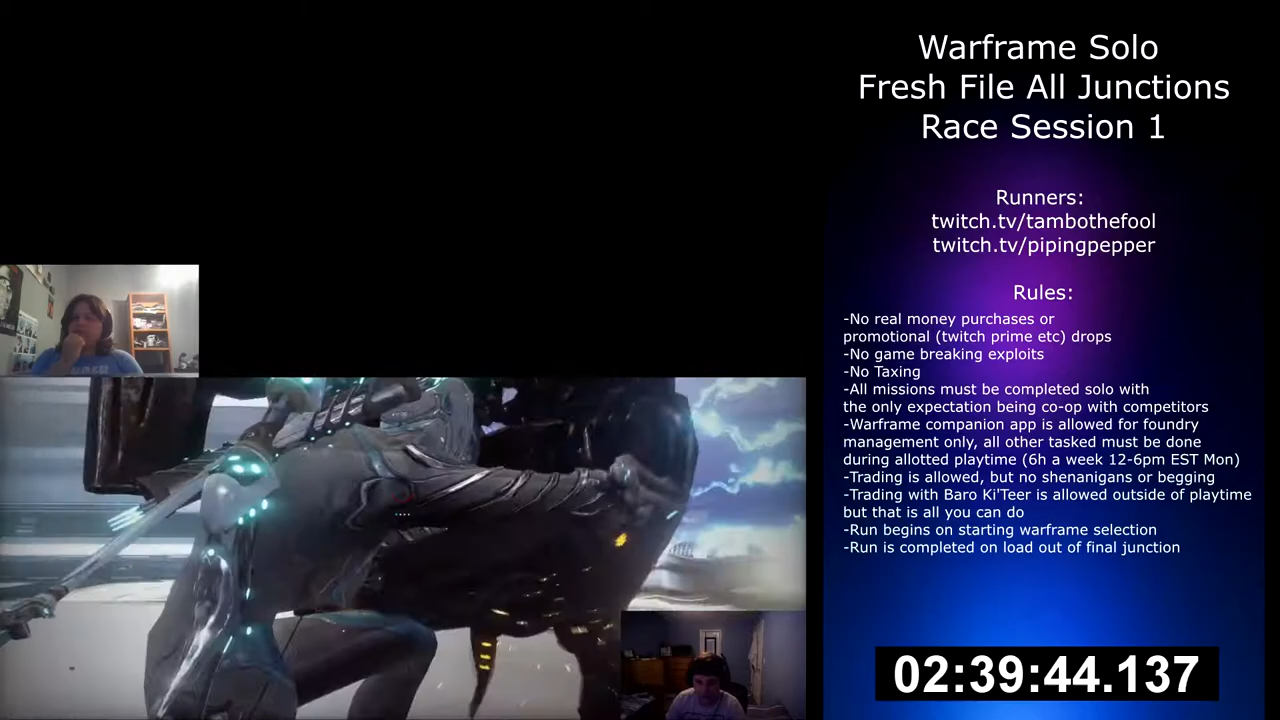 Warframe Solo
Fresh File All Junctions
Race Session 1
Runners:
twitch.tv/tambothefool
twitch.tv/pipingpepper
Rules:
-No real money purchases or
promotional (twitch prime etc) drops
-No game breaking exploits
-No Taxing
-All missions must be completed solo with
the only expectation being co-op with competitors
-Warframe companion app is allowed for foundry
management only, all other tasked must be done
during allotted playtime (6h a week 12-6pm EST Mon)
-Trading is allowed, but no shenanigans or begging
-Trading with Baro Ki'Teer is allowed outside of playtime
but that is all you can do
-Run begins on starting warframe selection
-Run is completed on load out of final junction
02:39:44.137